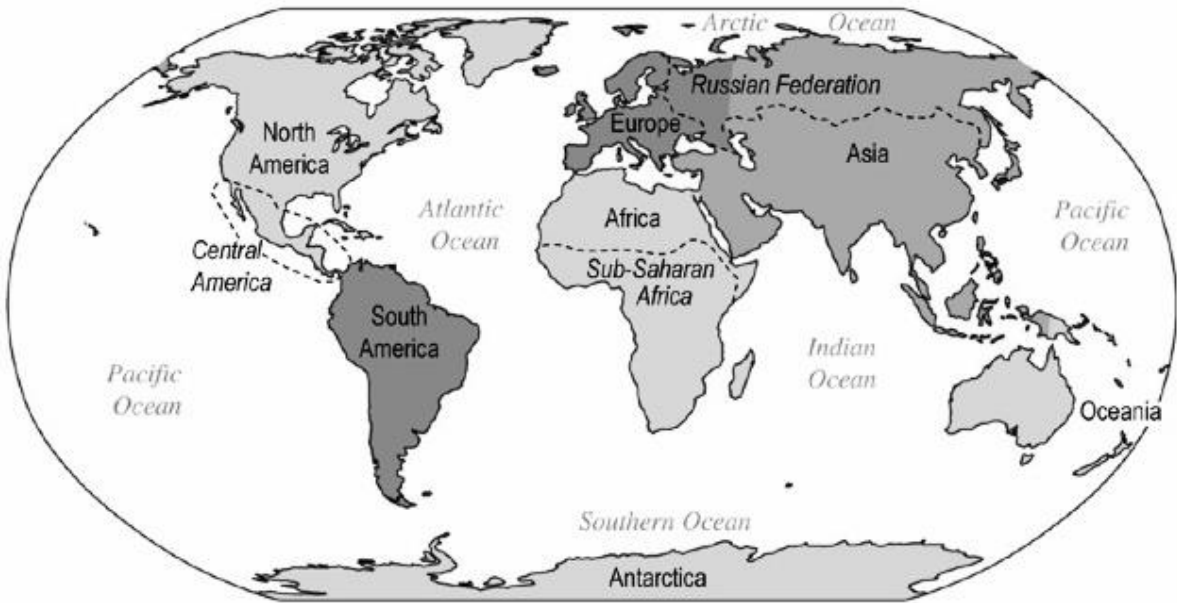 Arctic Ocean
Russian Federation
North
America
Europe
Asia
Atlantic
Ocean
Pacific
Ocean
Africa
Central
America
Sub-Saharan
Africa
South
America
Indian
Ocean
Pacific
Ocean
Oceania
Southern Ocean
Antarctica